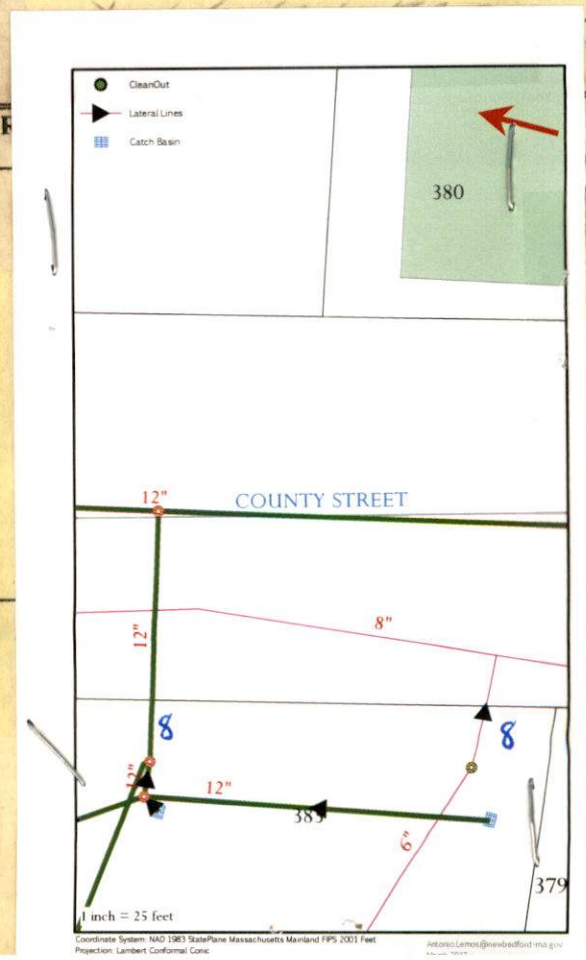 CleanOut
Lateral Lines
Catch Basin
380
12"
COUNTY STREET
8"
12"
8
8
12"
12"
385
6"
379
1 inch = 25 feet
Coordinate System: NAD 1983 StatePlane Massachusetts Mainland FIPS 2001 Feet
Projection: Lambert Conformal Conic
Antonio.Lemos@newbedford-ma.gov